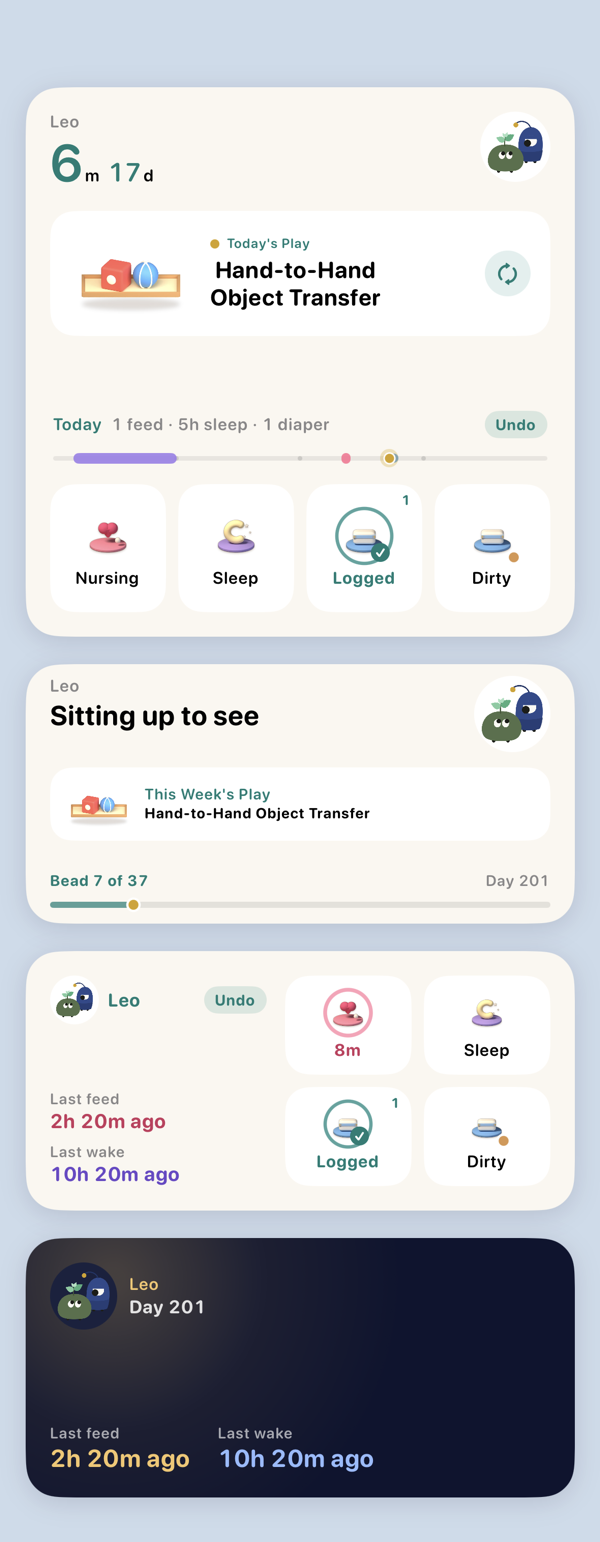 Leo
6m 17d
Today's Play
Hand-to-Hand
Object Transfer
Today 1 feed · 5h sleep · 1 diaper
Undo
1
Nursing
Sleep
Logged
Dirty
Leo
Sitting up to see
This Week's Play
Hand-to-Hand Object Transfer
Bead 7 of 37
Day 201
Leo
Undo
8m
Sleep
Last feed
2h 20m ago
Last wake
10h 20m ago
1
Logged
Dirty
Leo
Day 201
Last feed
2h 20m ago
Last wake
10h 20m ago